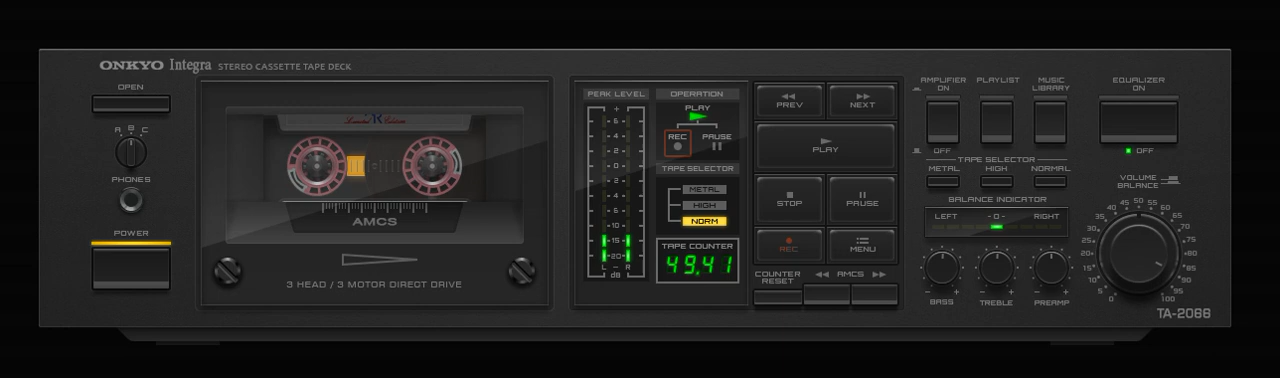 ONKYO Integra STEREO CASSETTE TAPE DECK
OPEN
A B C
PHONES
POWER
AMCS
3 HEAD / 3 MOTOR DIRECT DRIVE
PEAK LEVEL
+
6
4
2
0
2
4
6
10
15
20
L – R
dB
OPERATION
PLAY
REC
PAUSE
TAPE SELECTOR
METAL
HIGH
NORM
TAPE COUNTER
49,41
PREV
NEXT
PLAY
STOP
PAUSE
REC
MENU
COUNTER
RESET
AMCS
AMPLIFIER
ON
PLAYLIST
MUSIC
LIBRARY
EQUALIZER
ON
OFF
OFF
TAPE SELECTOR
METAL
HIGH
NORMAL
VOLUME
BALANCE
BALANCE INDICATOR
LEFT
- 0 -
RIGHT
BASS
TREBLE
PREAMP
- +
- +
- +
0 5 10 15 20 25 30 35 40 45 50 55 60 65 70 75 80 85 90 95 100
TA-2066